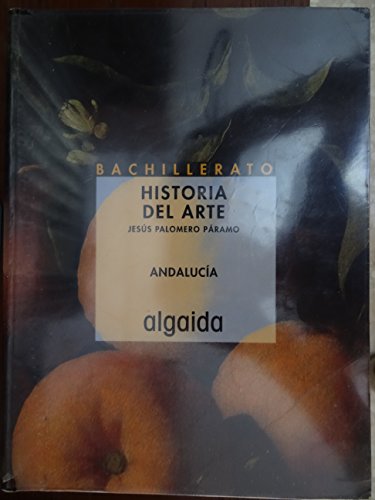 BACHILLERATO
HISTORIA
DEL ARTE
JESÚS PALOMERO PÁRAMO
ANDALUCÍA
algaida